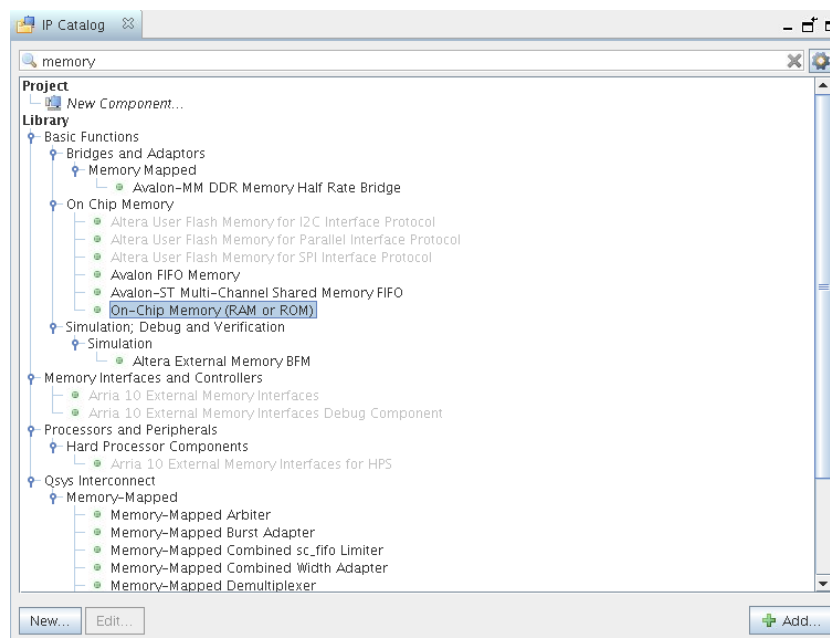 IP Catalog
memory
Project
New Component...
Library
Basic Functions
Bridges and Adaptors
Memory Mapped
Avalon-MM DDR Memory Half Rate Bridge
On Chip Memory
Altera User Flash Memory for I2C Interface Protocol
Altera User Flash Memory for Parallel Interface Protocol
Altera User Flash Memory for SPI Interface Protocol
Avalon FIFO Memory
Avalon-ST Multi-Channel Shared Memory FIFO
On-Chip Memory (RAM or ROM)
Simulation; Debug and Verification
Simulation
Altera External Memory BFM
Memory Interfaces and Controllers
Arria 10 External Memory Interfaces
Arria 10 External Memory Interfaces Debug Component
Processors and Peripherals
Hard Processor Components
Arria 10 External Memory Interfaces for HPS
Qsys Interconnect
Memory-Mapped
Memory-Mapped Arbiter
Memory-Mapped Burst Adapter
Memory-Mapped Combined sc_fifo Limiter
Memory-Mapped Combined Width Adapter
Memory-Mapped Demultiplexer
New... Edit... Add...